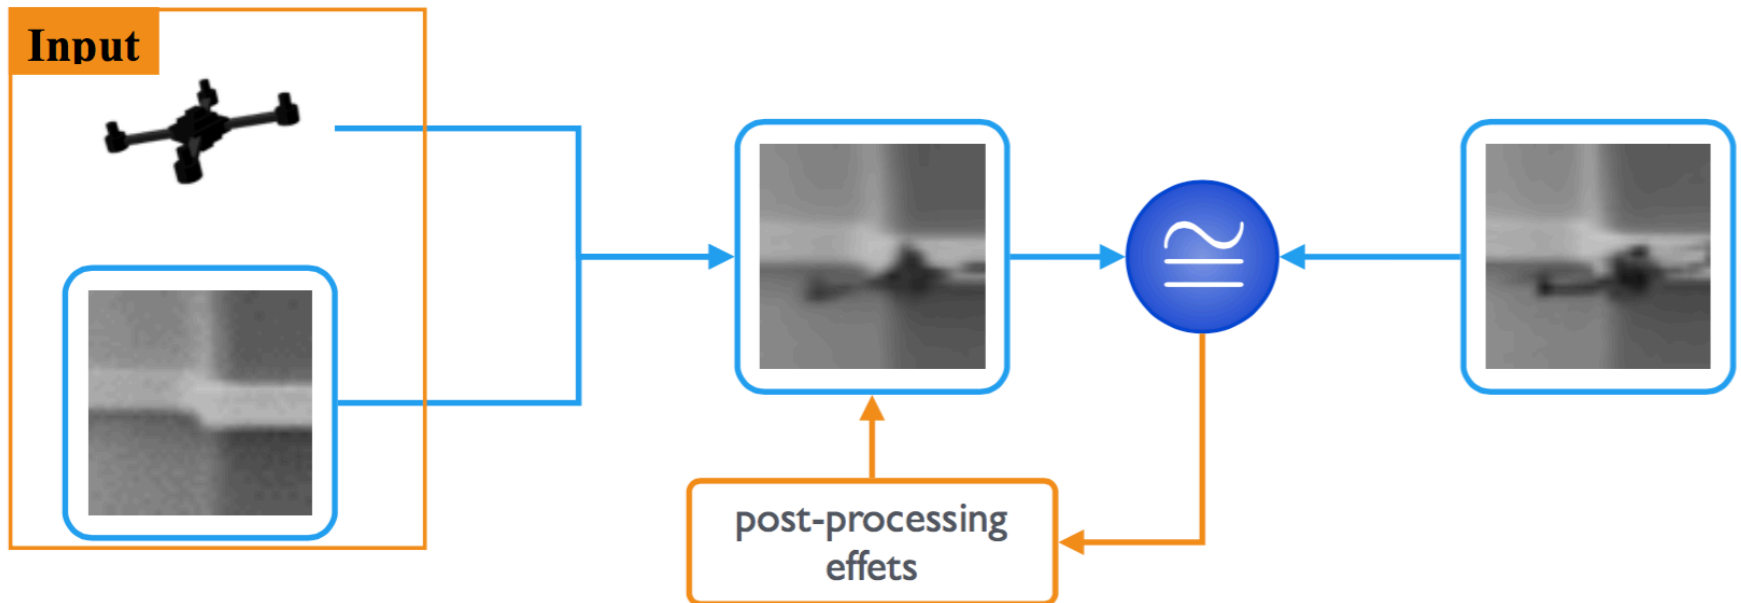 Input
≅
post-processing
effets